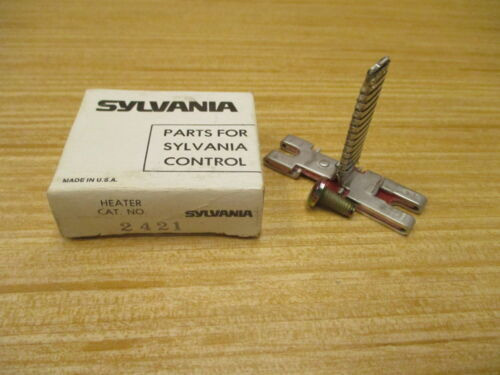 SYLVANIA
PARTS FOR
SYLVANIA
CONTROL
MADE IN U.S.A.
HEATER
CAT. NO. SYLVANIA
2421